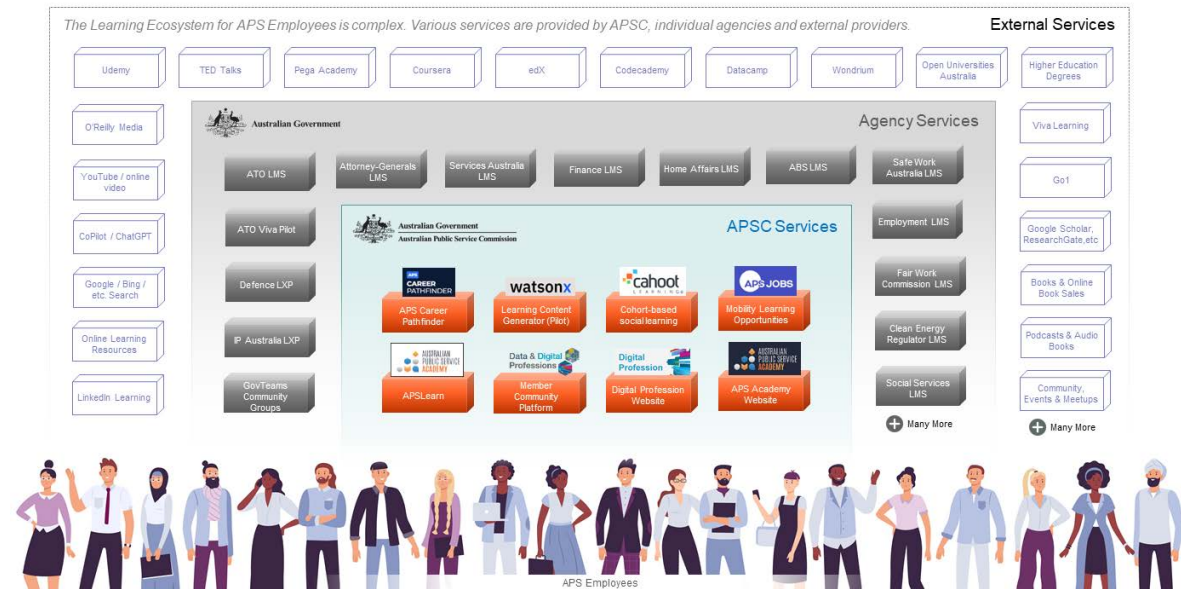 The Learning Ecosystem for APS Employees is complex. Various services are provided by APSC, individual agencies and external providers.
External Services
Udemy
TED Talks
Pega Academy
Coursera
edX
Codecademy
Datacamp
Wondrium
Open Universities
Australia
Higher Education
Degrees
O'Reilly Media
YouTube / online
video
CoPilot / ChatGPT
Google / Bing /
etc. Search
Online Learning
Resources
LinkedIn Learning
Australian Government
Agency Services
ATO LMS
Attorney-Generals
LMS
Services Australia
LMS
Finance LMS
Home Affairs LMS
ABS LMS
Safe Work
Australia LMS
ATO Viva Pilot
Defence LXP
IP Australia LXP
GovTeams
Community
Groups
Australian Government
Australian Public Service Commission
APSC Services
APS
CAREER
PATHFINDER
APS Career
Pathfinder
watsonx
Learning Content
Generator (Pilot)
cahoot
LEARNING
Cohort-based
social learning
APS JOBS
Mobility Learning
Opportunities
AUSTRALIAN
PUBLIC SERVICE
ACADEMY
APSLearn
Data & Digital
Professions
Member
Community
Platform
Digital
Profession
Digital Profession
Website
AUSTRALIAN
PUBLIC SERVICE
ACADEMY
APS Academy
Website
Employment LMS
Fair Work
Commission LMS
Clean Energy
Regulator LMS
Social Services
LMS
Many More
Viva Learning
Go1
Google Scholar,
ResearchGate,etc
Books & Online
Book Sales
Podcasts & Audio
Books
Community,
Events & Meetups
Many More
APS Employees